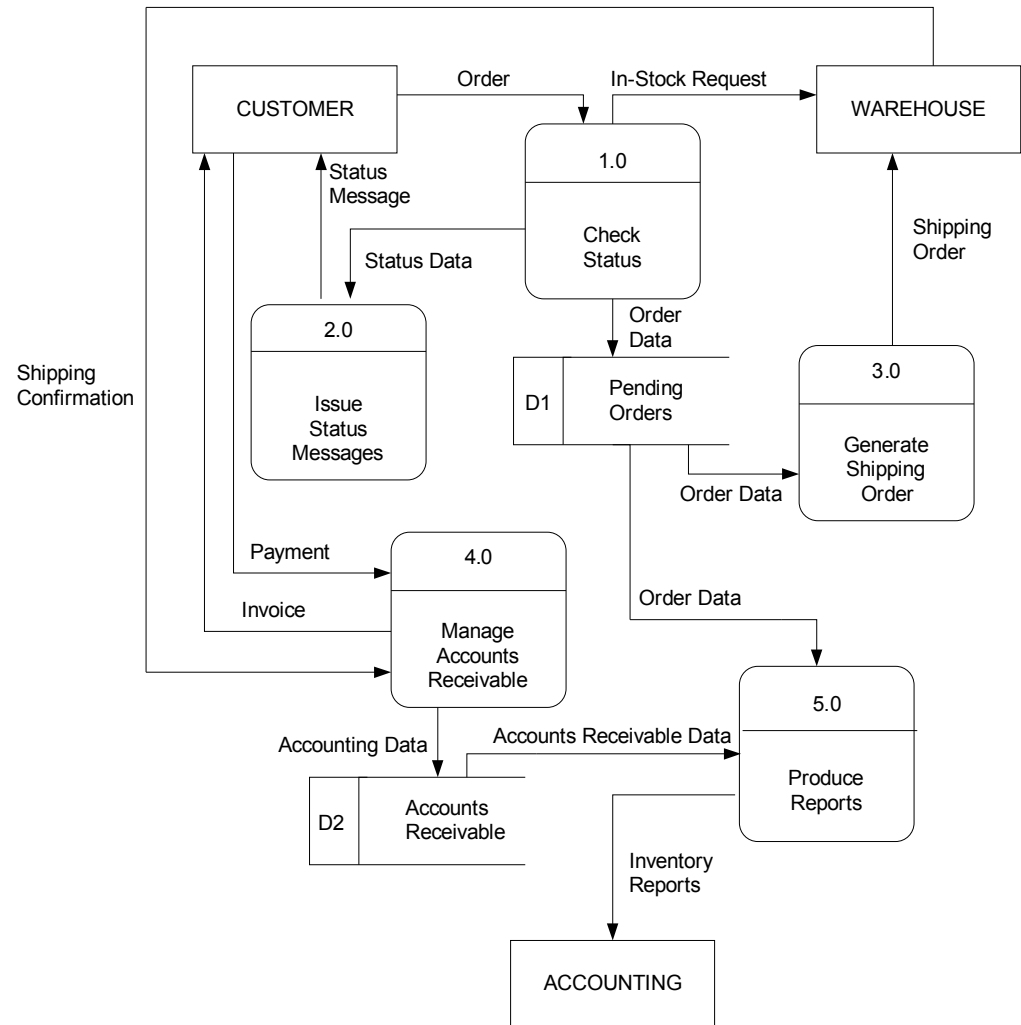 Order
In-Stock Request
CUSTOMER
WAREHOUSE
1.0
Check
Status
Status
Message
Shipping
Order
Status Data
Order
Data
2.0
Issue
Status
Messages
D1
Pending
Orders
3.0
Generate
Shipping
Order
Shipping
Confirmation
Order Data
Payment
4.0
Manage
Accounts
Receivable
Invoice
Order Data
5.0
Produce
Reports
Accounting Data
Accounts Receivable Data
D2
Accounts
Receivable
Inventory
Reports
ACCOUNTING